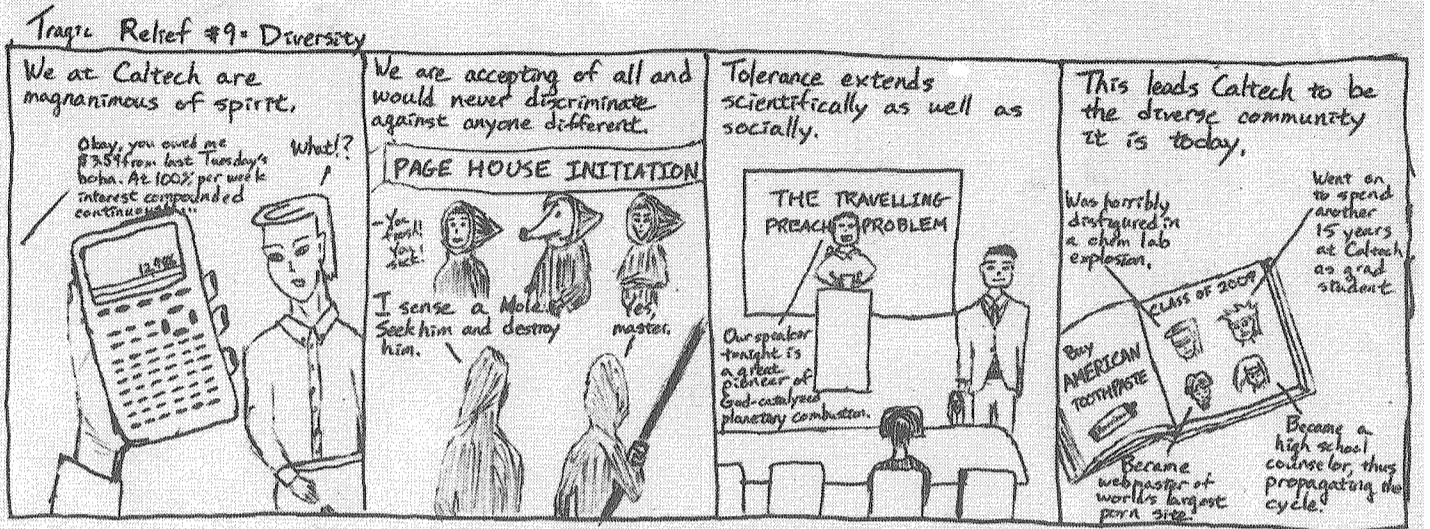 Tragic Relief #9: Diversity
We at Caltech are
magnanimous of spirit.
Okay, you owed me
$3.59 from last Tuesday's
boba. At 100% per week
interest compounded
What!?
We are accepting of all and
would never discriminate
against anyone different.
PAGE HOUSE INITIATION
- You
frosh!
You
suck!
I sense a Mole.
Seek him and destroy
him.
Yes,
master.
Tolerance extends
scientifically as well as
socially.
THE TRAVELLING
PREACH PROBLEM
Our speaker
tonight is
a great
pioneer of
God-catalyzed
planetary combustion.
This leads Caltech to be
the diverse community
it is today.
Was horribly
disfigured in
a chem lab
explosion.
Went on
to spend
another
15 years
at Caltech
as grad
student
CLASS OF 2009
Buy
AMERICAN
TOOTHPASTE
Became
webmaster of
world's largest
porn site.
Became a
high school
counselor, thus
propagating the
cycle.